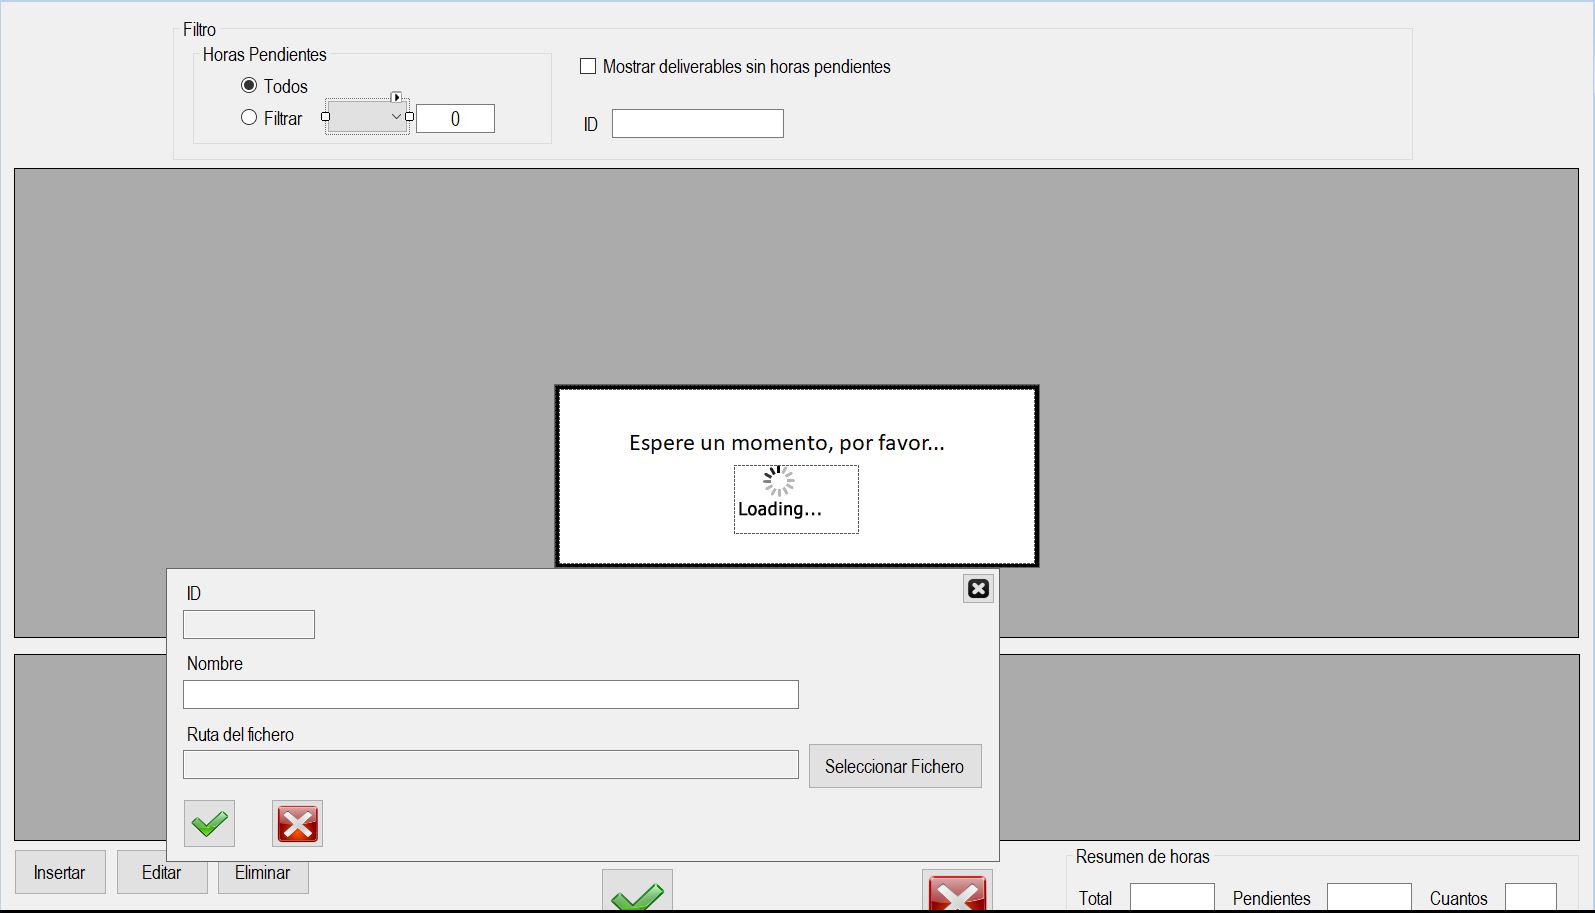 Filtro
Horas Pendientes
Todos
Filtrar
0
Mostrar deliverables sin horas pendientes
ID
Espere un momento, por favor...
Loading...
ID
Nombre
Ruta del fichero
Seleccionar Fichero
Insertar
Editar
Eliminar
Resumen de horas
Total
Pendientes
Cuantos